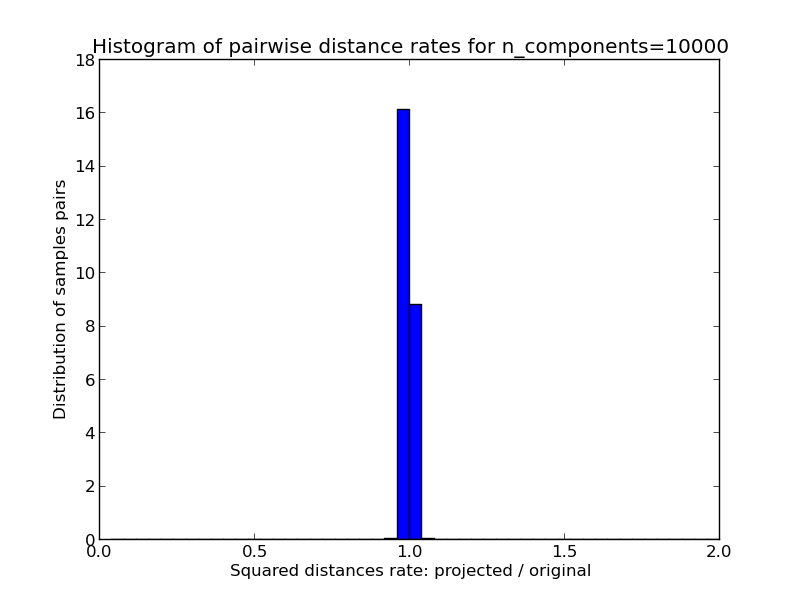 Histogram of pairwise distance rates for n_components=10000
18
16
14
12
10
8
6
4
2
0
Distribution of samples pairs
0.0 0.5 1.0 1.5 2.0
Squared distances rate: projected / original